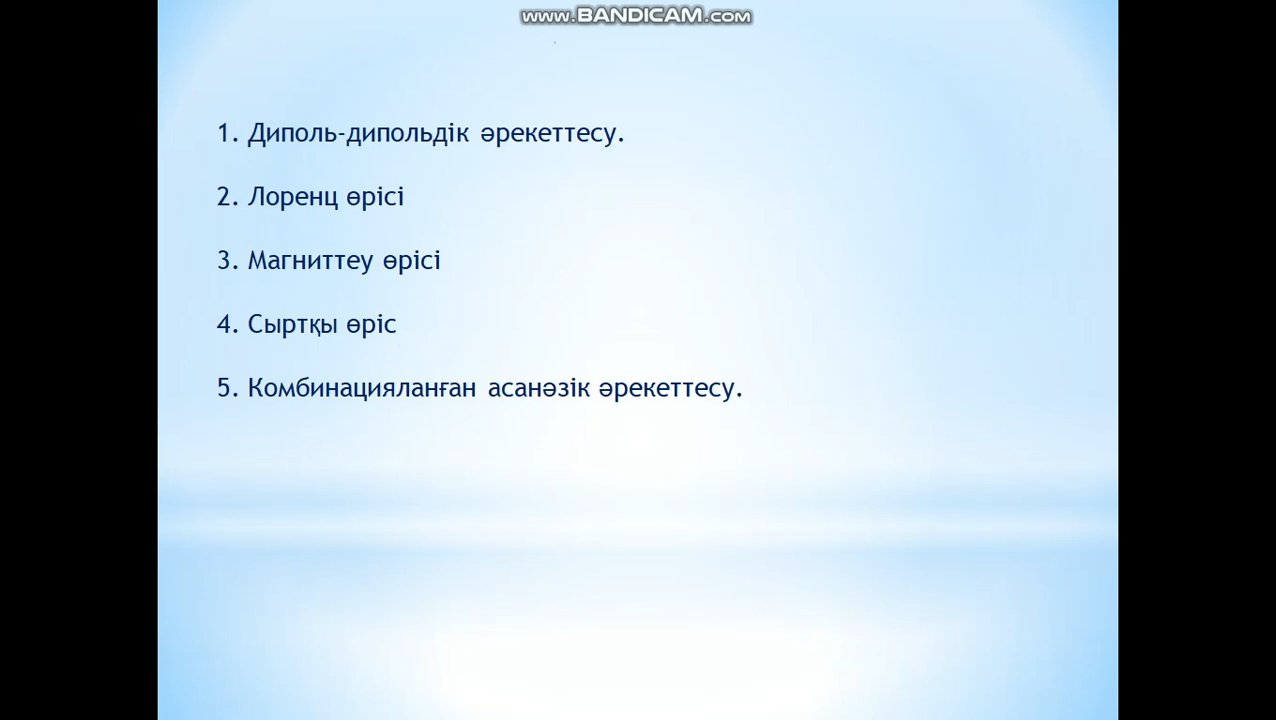 www.BANDICAM.com
1. Диполь-дипольдік әрекеттесу.
2. Лоренц өрісі
3. Магниттеу өрісі
4. Сыртқы өріс
5. Комбинацияланған асанәзік әрекеттесу.